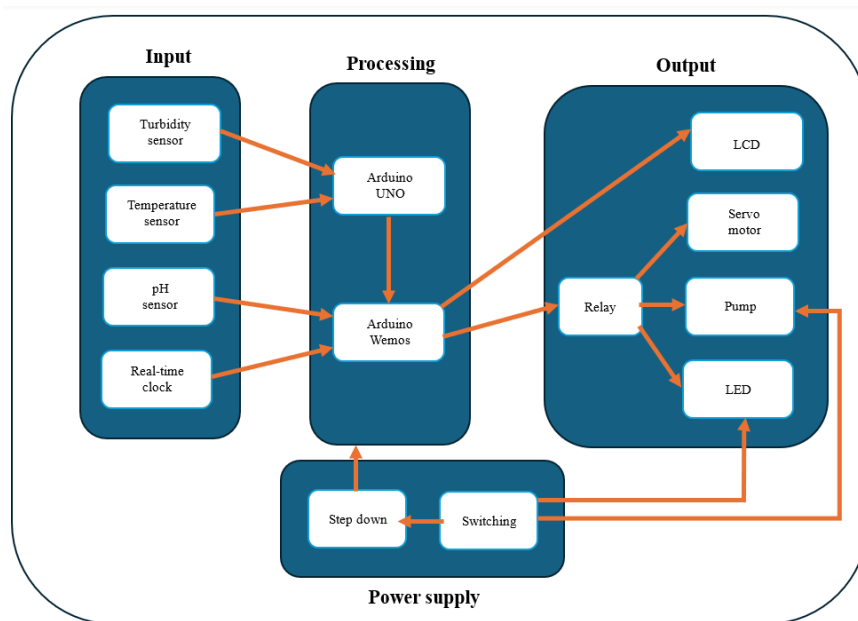 Input
Turbidity
sensor
Temperature
sensor
pH
sensor
Real-time
clock
Processing
Arduino
UNO
Arduino
Wemos
Output
LCD
Servo
motor
Relay
Pump
LED
Step down
Switching
Power supply